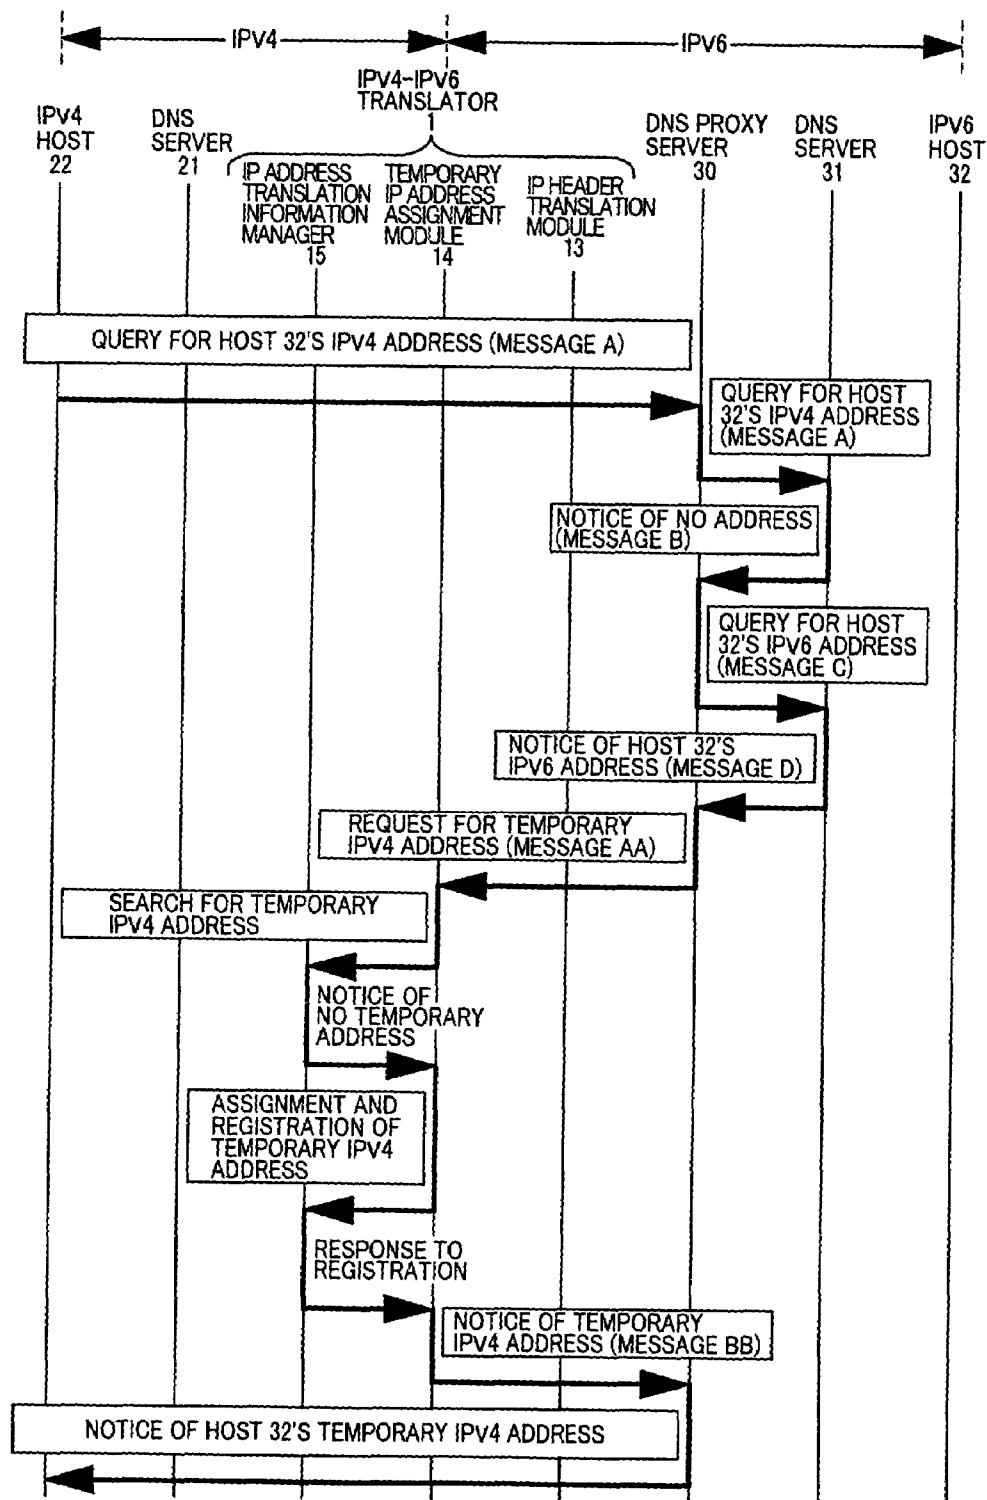 IPV4
IPV6
IPV4-IPV6
TRANSLATOR
1
IPV4
HOST
22
DNS
SERVER
21
IP ADDRESS
TRANSLATION
INFORMATION
MANAGER
15
TEMPORARY
IP ADDRESS
ASSIGNMENT
MODULE
14
IP HEADER
TRANSLATION
MODULE
13
DNS PROXY
SERVER
30
DNS
SERVER
31
IPV6
HOST
32
QUERY FOR HOST 32'S IPV4 ADDRESS (MESSAGE A)
QUERY FOR HOST
32'S IPV4 ADDRESS
(MESSAGE A)
NOTICE OF NO ADDRESS
(MESSAGE B)
QUERY FOR HOST
32'S IPV6 ADDRESS
(MESSAGE C)
NOTICE OF HOST 32'S
IPV6 ADDRESS (MESSAGE D)
REQUEST FOR TEMPORARY
IPV4 ADDRESS (MESSAGE AA)
SEARCH FOR TEMPORARY
IPV4 ADDRESS
NOTICE OF
NO TEMPORARY
ADDRESS
ASSIGNMENT AND
REGISTRATION OF
TEMPORARY IPV4
ADDRESS
RESPONSE TO
REGISTRATION
NOTICE OF TEMPORARY
IPV4 ADDRESS (MESSAGE BB)
NOTICE OF HOST 32'S TEMPORARY IPV4 ADDRESS